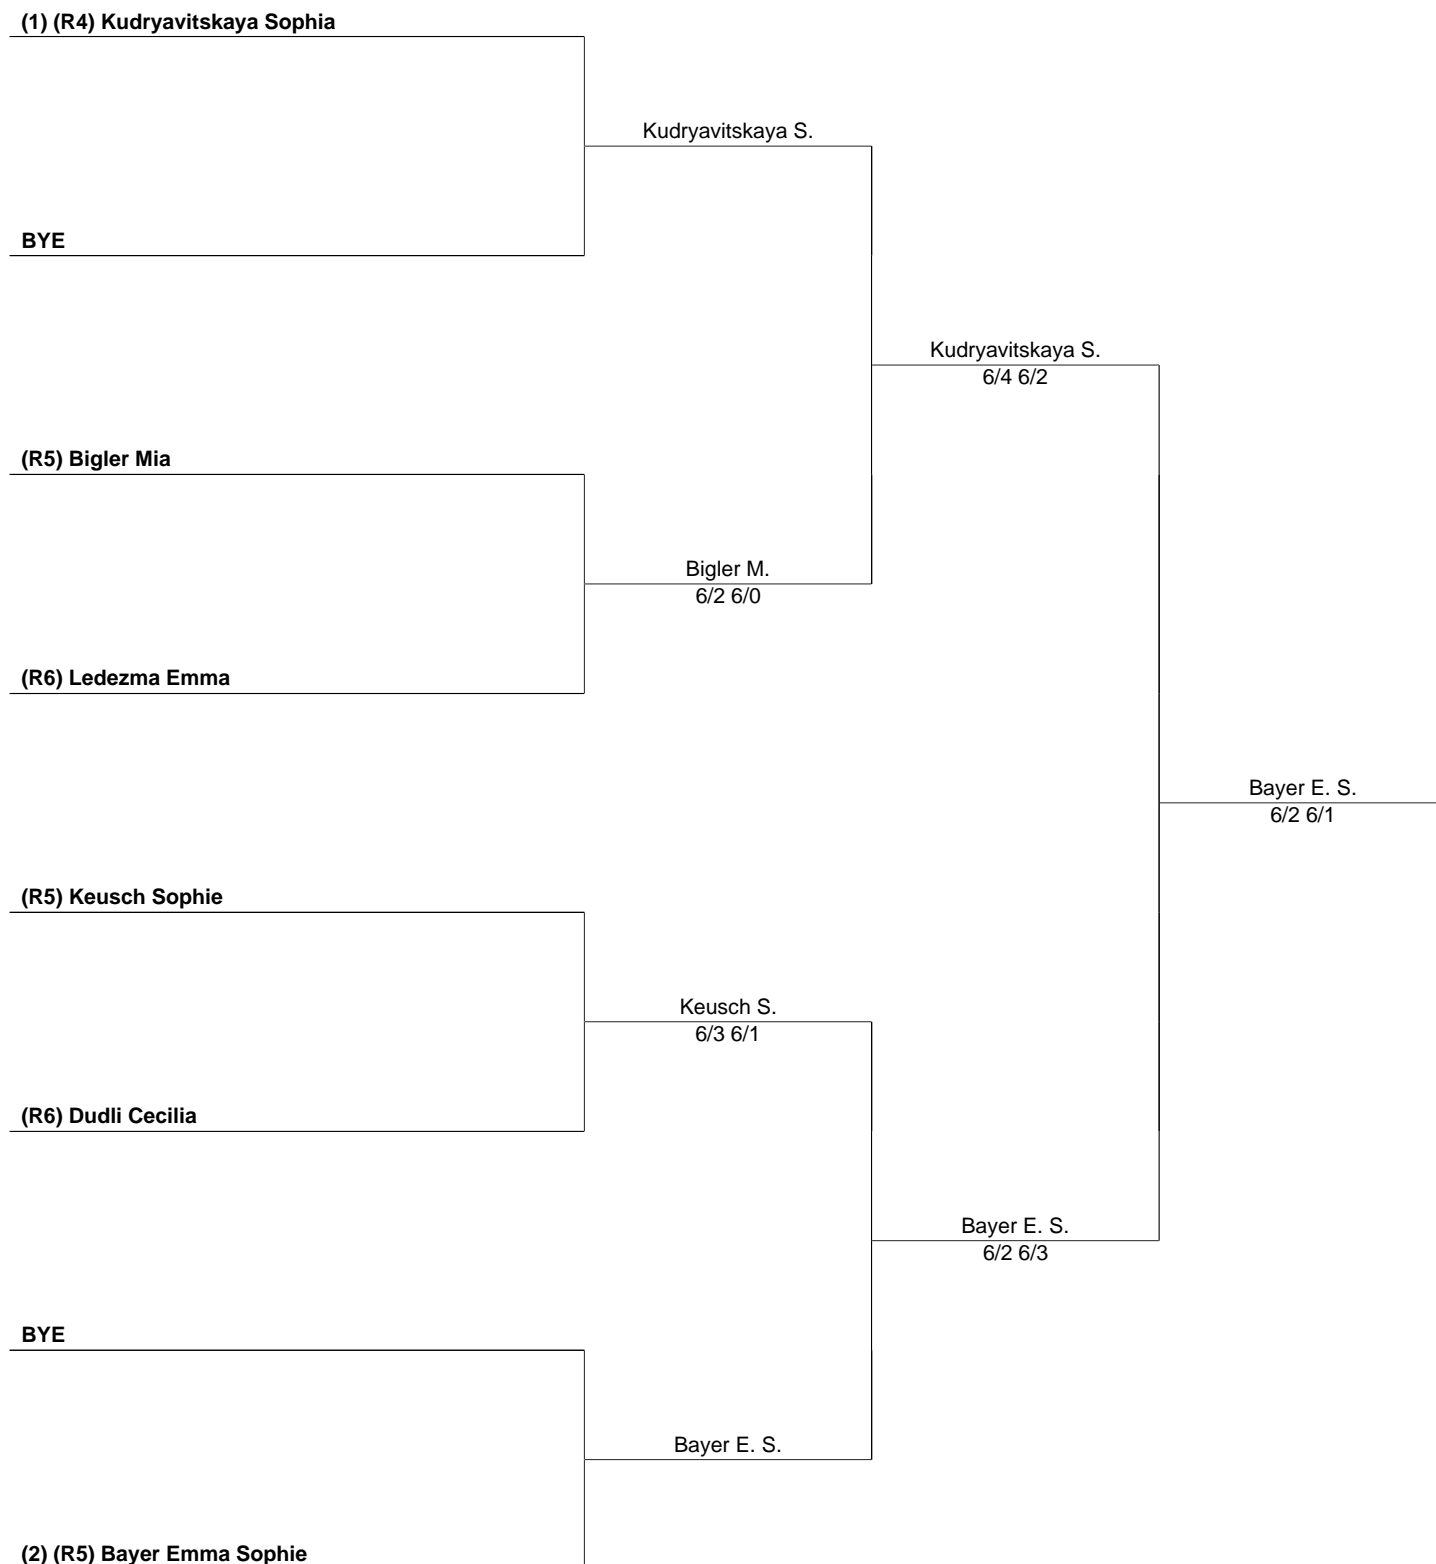 (1) (R4) Kudryavitskaya Sophia
Kudryavitskaya S.
BYE
Kudryavitskaya S.
6/4 6/2
(R5) Bigler Mia
Bigler M.
6/2 6/0
(R6) Ledezma Emma
Bayer E. S.
6/2 6/1
(R5) Keusch Sophie
Keusch S.
6/3 6/1
(R6) Dudli Cecilia
Bayer E. S.
6/2 6/3
BYE
Bayer E. S.
(2) (R5) Bayer Emma Sophie